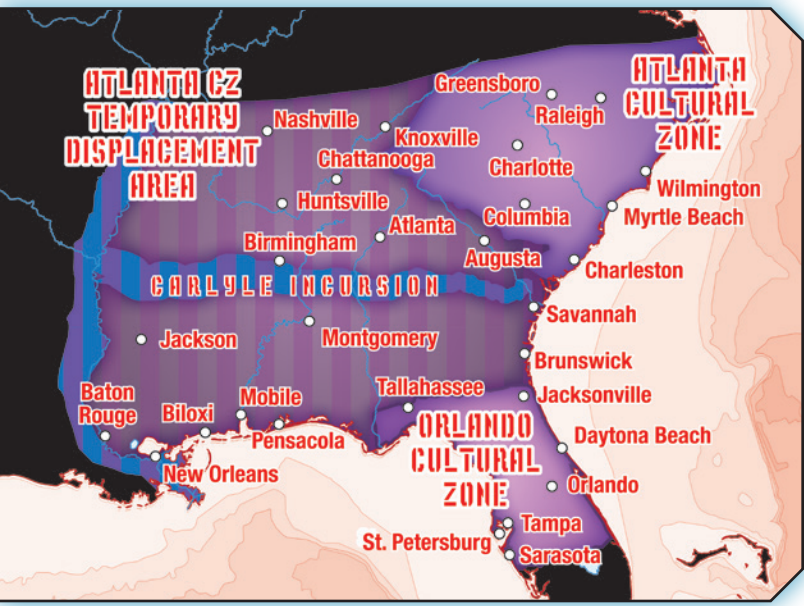 ATLANTA CZ
TEMPORARY
DISPLACEMENT
AREA
ATLANTA
CULTURAL
ZONE
Greensboro
Raleigh
Nashville
Knoxville
Charlotte
Chattanooga
Wilmington
Huntsville
Columbia
Myrtle Beach
Atlanta
Birmingham
Augusta
Charleston
CARLYLE INCURSION
Savannah
Jackson
Montgomery
Brunswick
Tallahassee
Jacksonville
Baton
Rouge
Biloxi
Mobile
Pensacola
ORLANDO
CULTURAL
ZONE
Daytona Beach
New Orleans
Orlando
Tampa
St. Petersburg
Sarasota